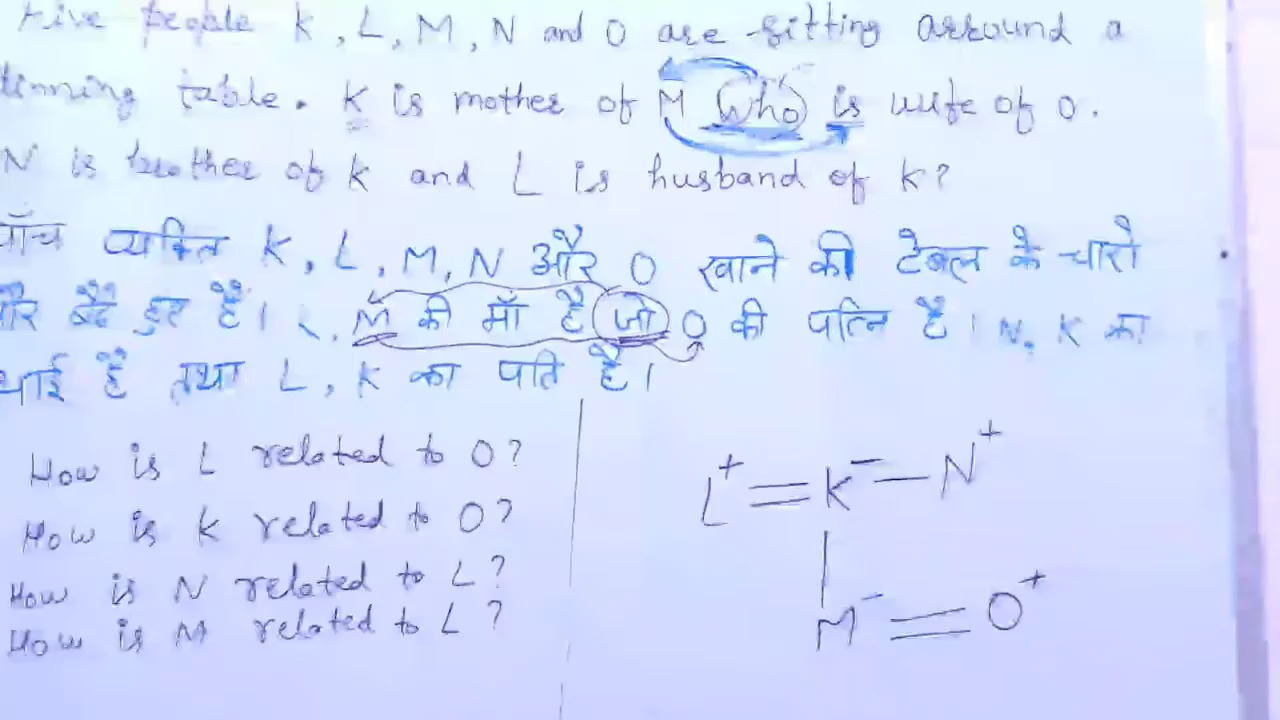 Five people K, L, M, N and O are sitting arround a
dinning table. K is mother of M who is wife of O.
N is brother of K and L is husband of K?
पाँच व्यक्ति K, L, M, N और O खाने की टेबल के चारो
और बैठे हुए हैं। K, M की माँ है जो O की पत्नि है। N, K का
भाई है तथा L, K का पति है।
How is L related to O?
How is K related to O?
How is N related to L?
How is M related to L?
L+ = K- — N+
|
M- = O+